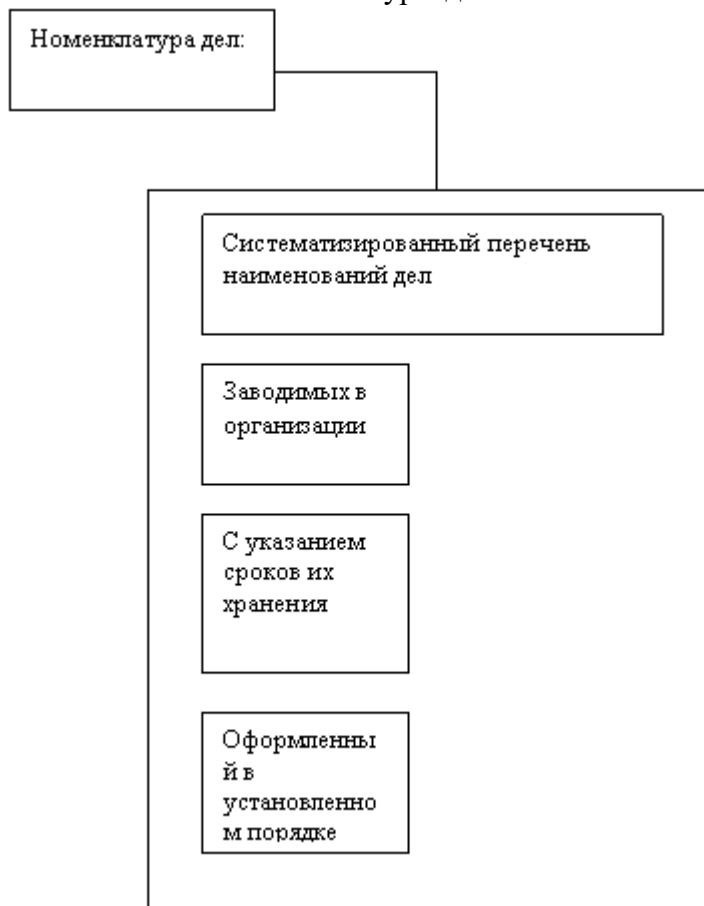 Номенклатура дел:
Систематизированный перечень
наименований дел
Заводимых в
организации
С указанием
сроков их
хранения
Оформленны
й в
установленно
м порядке